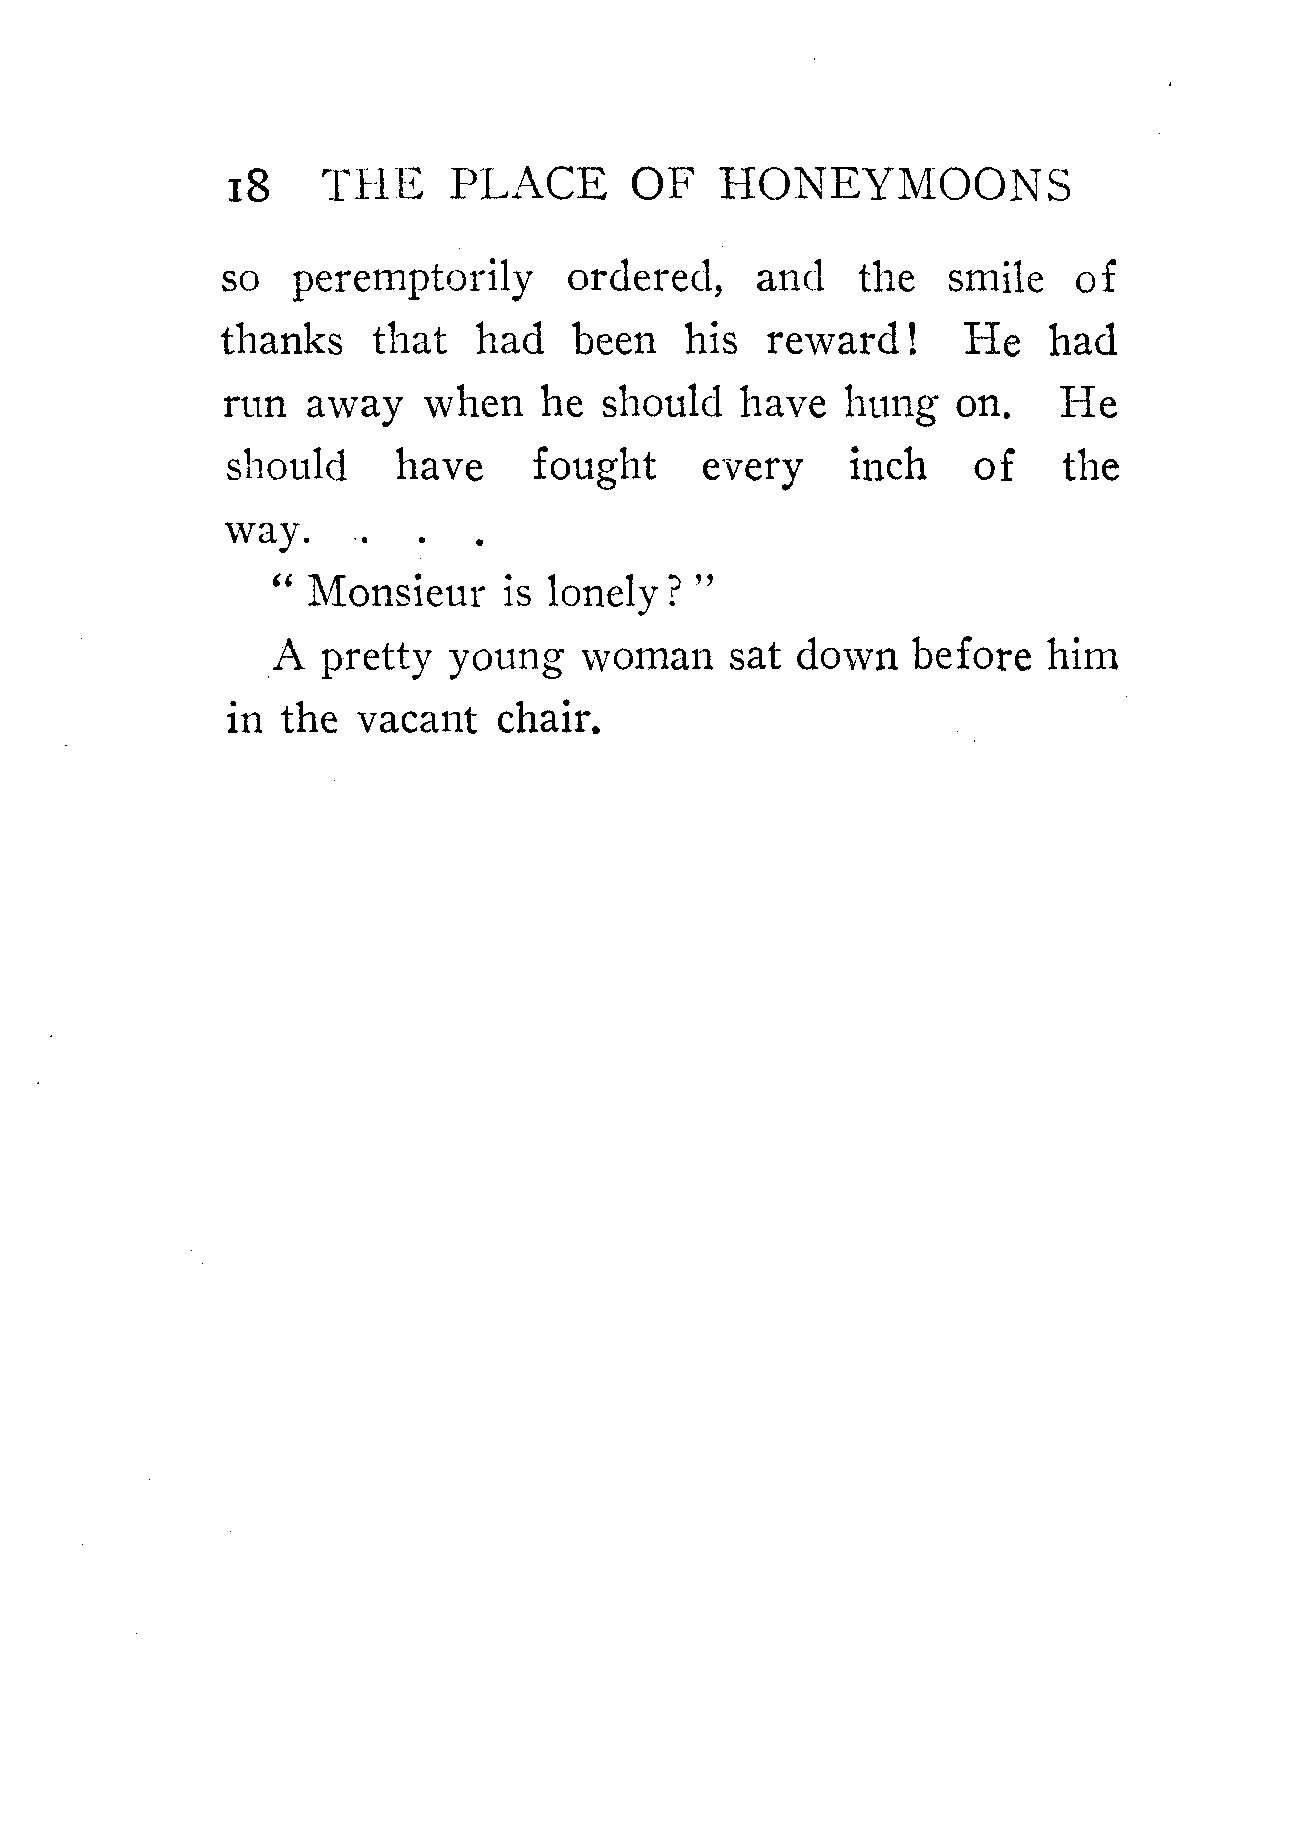 18 THE PLACE OF HONEYMOONS
so peremptorily ordered, and the smile of
thanks that had been his reward! He had
run away when he should have hung on. He
should have fought every inch of the
way. . . .
“ Monsieur is lonely? ”
A pretty young woman sat down before him
in the vacant chair.